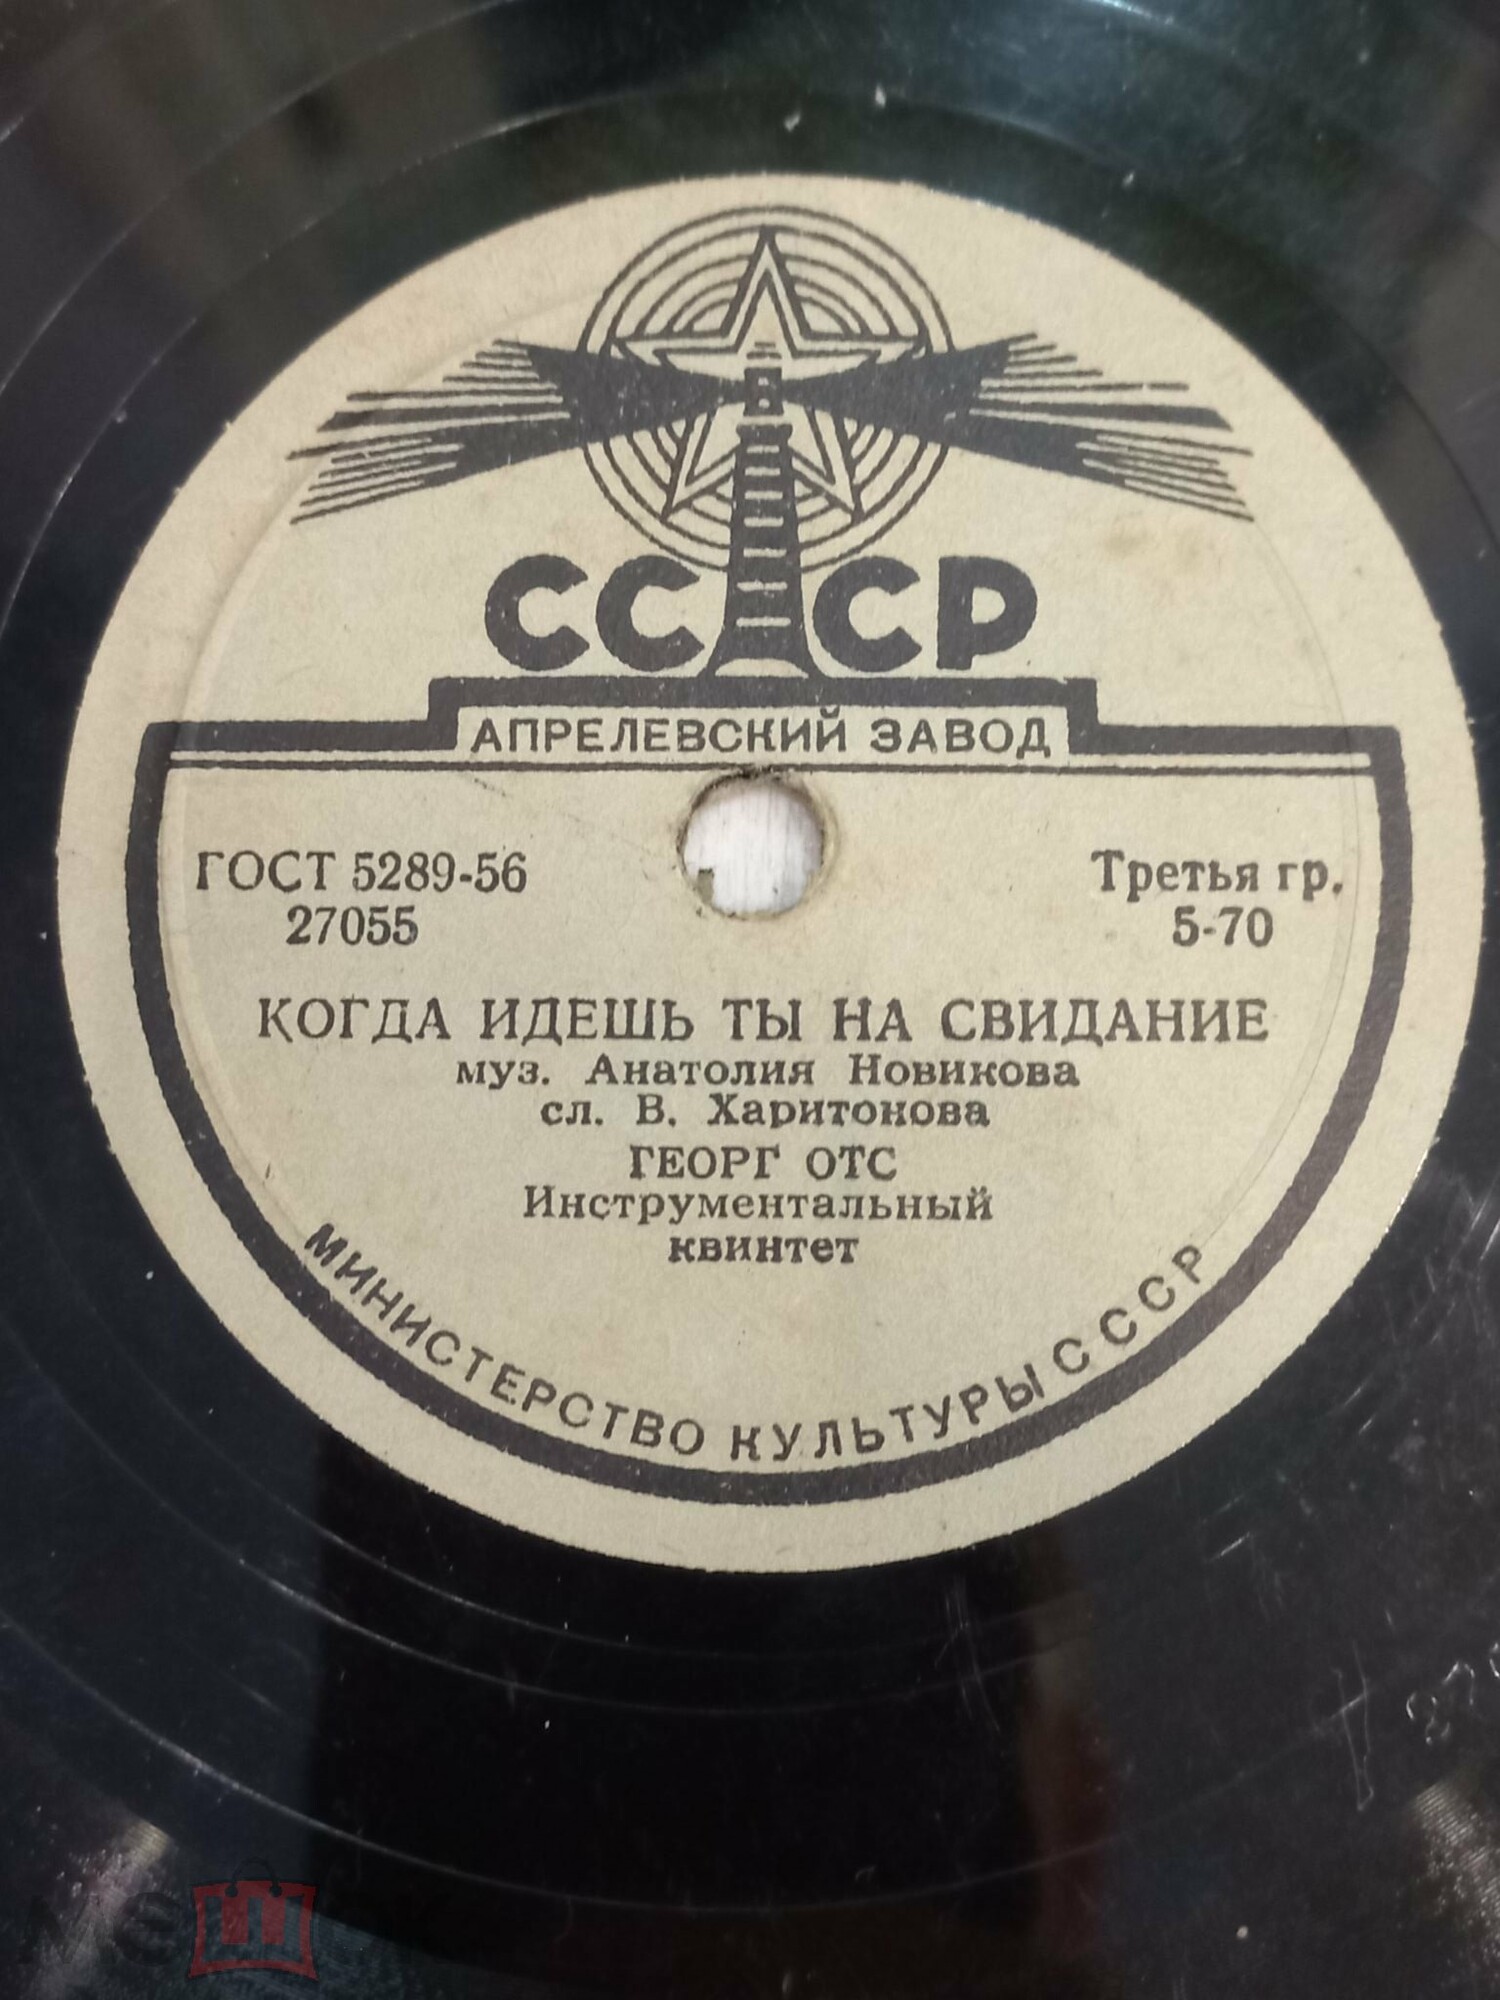 СССР
АПРЕЛЕВСКИЙ ЗАВОД
ГОСТ 5289-56
27055
Третья гр.
5-70
КОГДА ИДЕШЬ ТЫ НА СВИДАНИЕ
муз. Анатолия Новикова
сл. В. Харитонова
ГЕОРГ ОТС
Инструментальный
квинтет
МИНИСТЕРСТВО КУЛЬТУРЫ СССР
МЕШОК